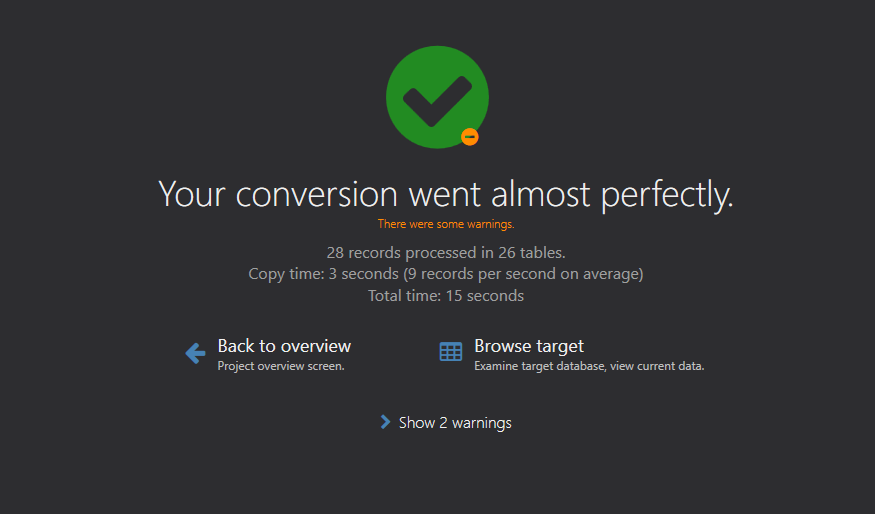 Your conversion went almost perfectly.
There were some warnings.
28 records processed in 26 tables.
Copy time: 3 seconds (9 records per second on average)
Total time: 15 seconds
Back to overview
Project overview screen.
Browse target
Examine target database, view current data.
Show 2 warnings